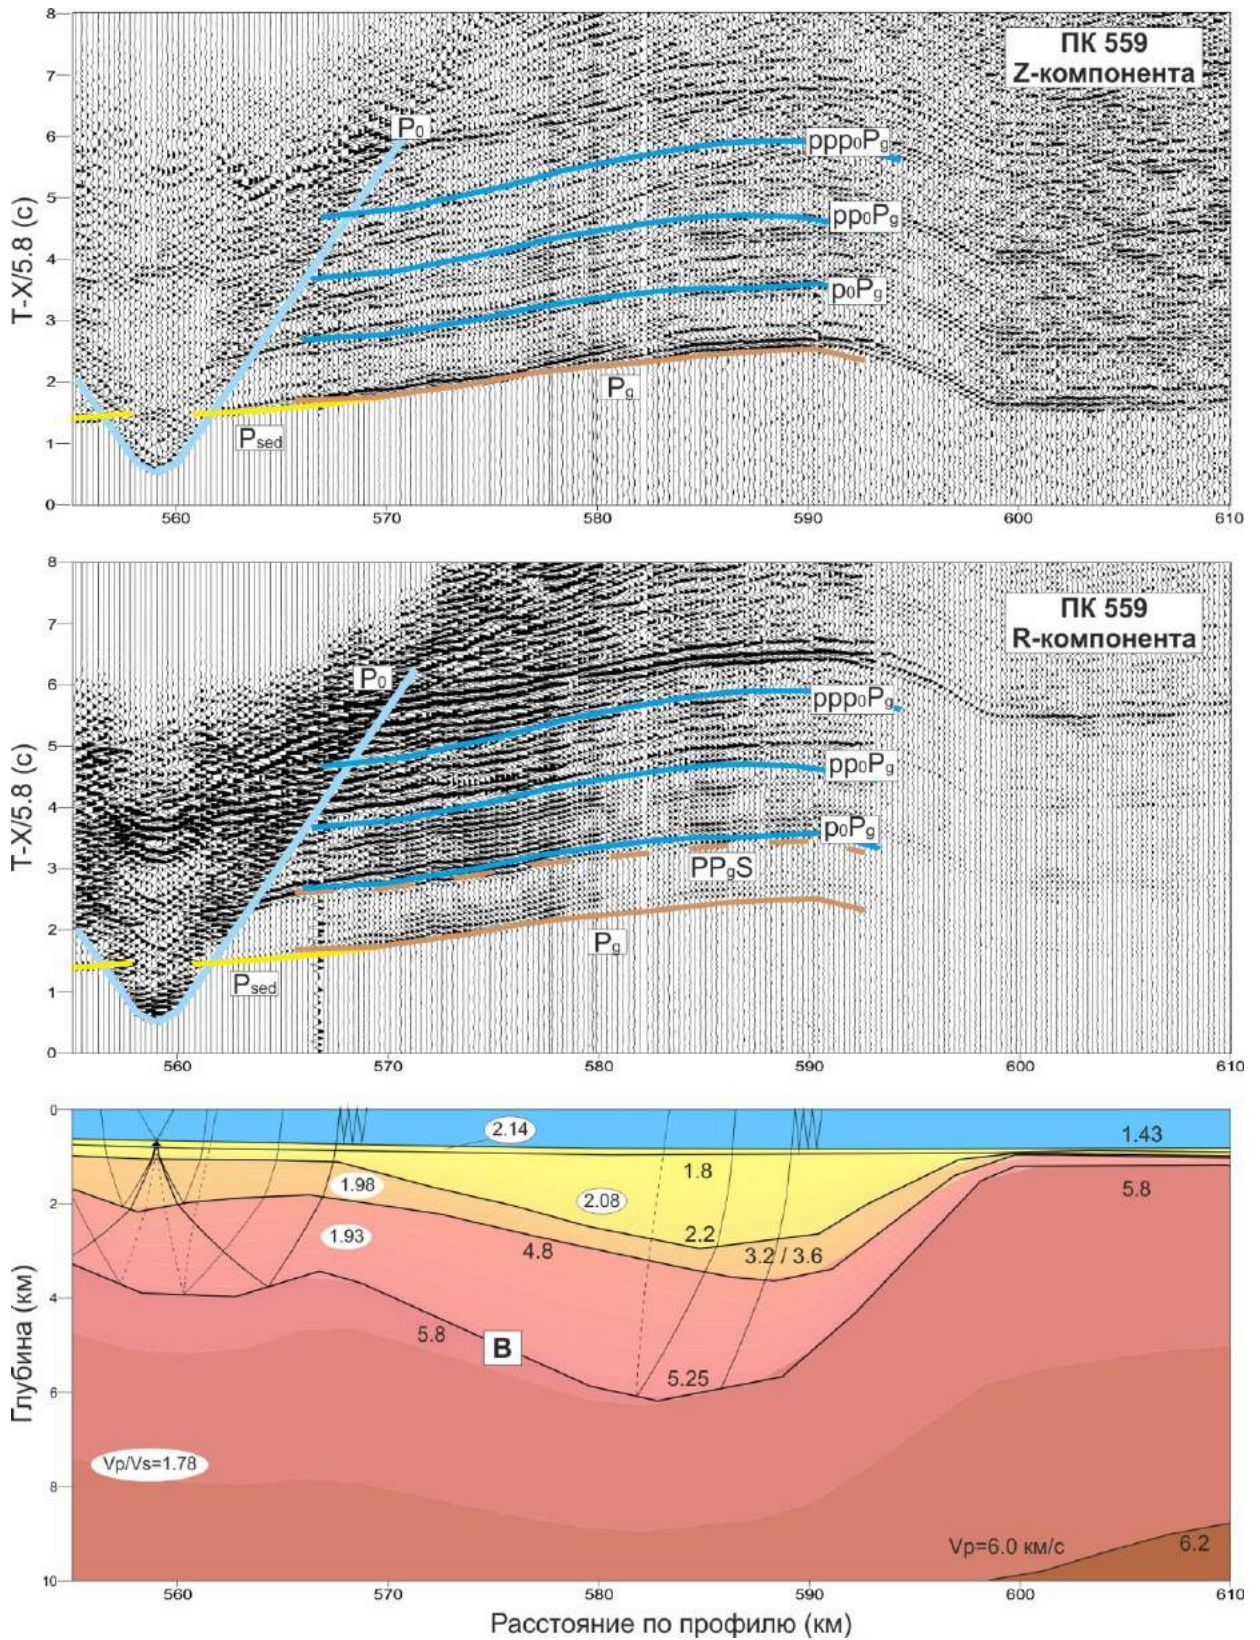 ПК 559
Z-компонента
T-X/5.8 (с)
8
7
6
5
4
3
2
1
0
P₀
ppp₀Pg
pp₀Pg
p₀Pg
Pg
Psed
560 570 580 590 600 610
ПК 559
R-компонента
T-X/5.8 (с)
8
7
6
5
4
3
2
1
0
P₀
ppp₀Pg
pp₀Pg
p₀Pg
PPgS
Pg
Psed
560 570 580 590 600 610
Глубина (км)
0
2
4
6
8
10
2.14
1.43
1.8
1.98
2.08
5.8
1.93
2.2
4.8
3.2 / 3.6
5.8
B
5.25
Vp/Vs=1.78
Vp=6.0 км/с
6.2
560 570 580 590 600 610
Расстояние по профилю (км)